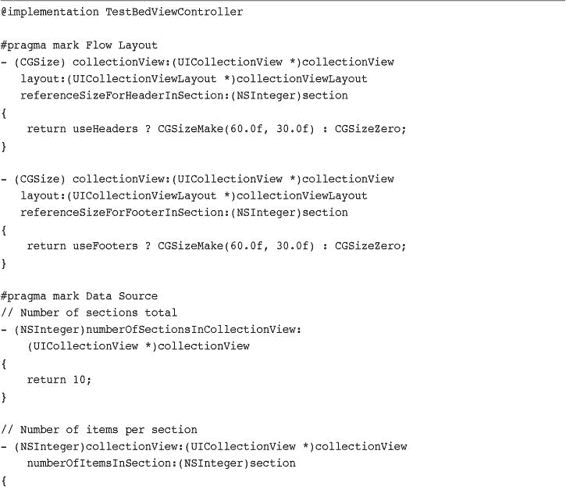 @implementation TestBedViewController

#pragma mark Flow Layout
- (CGSize) collectionView:(UICollectionView *)collectionView
   layout:(UICollectionViewLayout *)collectionViewLayout
   referenceSizeForHeaderInSection:(NSInteger)section
{
    return useHeaders ? CGSizeMake(60.0f, 30.0f) : CGSizeZero;
}

- (CGSize) collectionView:(UICollectionView *)collectionView
   layout:(UICollectionViewLayout *)collectionViewLayout
   referenceSizeForFooterInSection:(NSInteger)section
{
    return useFooters ? CGSizeMake(60.0f, 30.0f) : CGSizeZero;
}

#pragma mark Data Source
// Number of sections total
- (NSInteger)numberOfSectionsInCollectionView:
    (UICollectionView *)collectionView
{
    return 10;
}

// Number of items per section
- (NSInteger)collectionView:(UICollectionView *)collectionView
    numberOfItemsInSection:(NSInteger)section
{